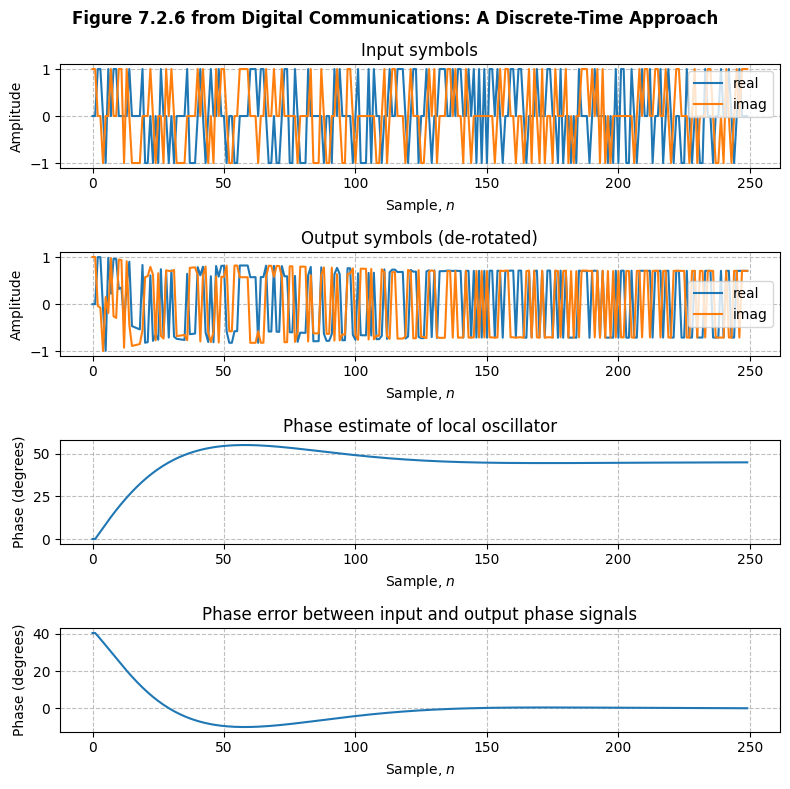 Figure 7.2.6 from Digital Communications: A Discrete-Time Approach
Input symbols
Amplitude
1
0
−1
real
imag
0 50 100 150 200 250
Sample, n
Output symbols (de-rotated)
Amplitude
1
0
−1
real
imag
0 50 100 150 200 250
Sample, n
Phase estimate of local oscillator
Phase (degrees)
50
25
0
0 50 100 150 200 250
Sample, n
Phase error between input and output phase signals
Phase (degrees)
40
20
0
0 50 100 150 200 250
Sample, n